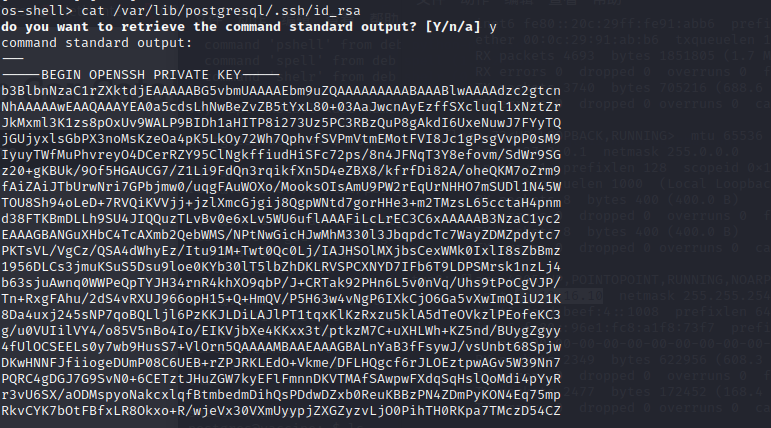 os-shell> cat /var/lib/postgresql/.ssh/id_rsa
do you want to retrieve the command standard output? [Y/n/a] y
command standard output:
---
-----BEGIN OPENSSH PRIVATE KEY-----
b3BlbnNzaC1rZXktdjEAAAAABG5vbmUAAAAEbm9uZQAAAAAAAAABAAABlwAAAAdzc2gtcn
NhAAAAAwEAAQAAAYEA0a5cdsLhNwBeZvZB5tYxL80+03AaJwcnAyEzffSXcluql1xNztZr
JkMxml3K1zs8pOxUv9WALP9BIDh1aHITP8i273Uz5PC3RBzQuP8gAkdI6UxeNuwJ7FYyTQ
jGUjyxlsGbPX3noMsKzeOa4pK5LkOy72Wh7QphvfSVPmVtmEMotFVI8Jc1gPsgVvpP0sM9
IyuyTWfMuPhvreyO4DCerRZY95ClNgkffiudHiSFc72ps/8n4JFNqT3Y8efovm/SdWr9SG
z20+gKBUk/9Of5HGAUCG7/Z1Li9FdQn3rqikfXn5D4eZBX8/kfrfDi82A/oheQKM7oZrm9
fAiZAiJTbUrwNri7GPbjmw0/uqgFAuWOXo/MooksOIsAmU9PW2rEqUrNHHO7mSUDl1N45W
TOU8Sh94oLeD+7RVQiKVVjj+jzlXmcGjgij8QgpWNtd7gorHHe3+m2TMzsL65cctaH4pnm
d38FTKBmDLLh9SU4JIQQuzTLvBv0e6xLv5WU6uflAAAFiLcLrEC3C6xAAAAAB3NzaC1yc2
EAAAGBANGuXHbC4TcAXmb2QebWMS/NPtNwGicHJwMhM330l3JbqpdcTc7WayZDMZpdytc7
PKTsVL/VgCz/QSA4dWhyEz/Itu91M+Twt0Qc0Lj/IAJHSOlMXjbsCexWMk0IxlI8sZbBmz
1956DLCs3jmuKSuS5Dsu9loe0KYb30lT5lbZhDKLRVSPCXNYD7IFb6T9LDPSMrsk1nzLj4
b63sjuAwnq0WWPeQpTYJH34rnR4khXO9qbP/J+CRTak92PHn6L5v0nVq/Uhs9tPoCgVJP/
Tn+RxgFAhu/2dS4vRXUJ966opH15+Q+HmQV/P5H63w4vNgP6IXkCjO6Ga5vXwImQIiU21K
8Da4uxj245sNP7qoBQLljl6PzKKJLDiLAJlPT1tqxKlKzRxzu5klA5dTeOVkzlPEofeKC3
g/u0VUIilVY4/o85V5nBo4Io/EIKVjbXe4Kkxx3t/ptkzM7C+uXHLWh+KZ5nd/BUygZgyy
4fUlOCSEELs0y7wb9HusS7+VlOrn5QAAAAMBAAEAAAGBALnYaB3fFsywJ/vsUnbt68Spjw
DKwHNNFJfiiogeDUmP08C6UEB+rZPJRKLEdO+Vkme/DFLHQgcf6rJLOEztpwAGv5W39Nn7
PQRC4gDGJ7G9SvN0+6CETztJHuZGW7kyEFlFmnnDKVTMAfSAwpwFXdqSqHslQoMdi4pYyR
r3vU6SX/aODMspyoNakcxlqfBtmbedmDihQsPDdwDZxb0ReuKBBzPN4ZDmPyKON4Eq75mp
RkvCYK7bOtFBfxLR8Okxo+R/wjeVx30VXmUyypjZXGZyzvLjO0PihTH0RKpa7TMczD54CZ